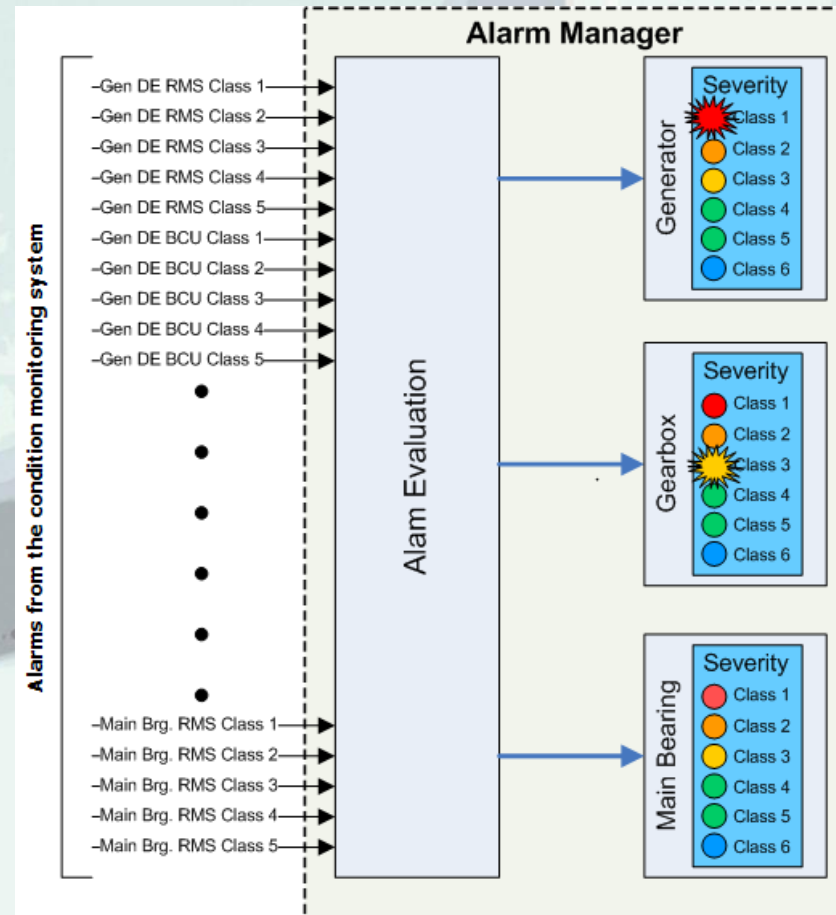 Alarm Manager
Alarms from the condition monitoring system
–Gen DE RMS Class 1
–Gen DE RMS Class 2
–Gen DE RMS Class 3
–Gen DE RMS Class 4
–Gen DE RMS Class 5
–Gen DE BCU Class 1
–Gen DE BCU Class 2
–Gen DE BCU Class 3
–Gen DE BCU Class 4
–Gen DE BCU Class 5
–Main Brg. RMS Class 1
–Main Brg. RMS Class 2
–Main Brg. RMS Class 3
–Main Brg. RMS Class 4
–Main Brg. RMS Class 5
Alam Evaluation
Generator
Severity
Class 1
Class 2
Class 3
Class 4
Class 5
Class 6
Gearbox
Severity
Class 1
Class 2
Class 3
Class 4
Class 5
Class 6
Main Bearing
Severity
Class 1
Class 2
Class 3
Class 4
Class 5
Class 6